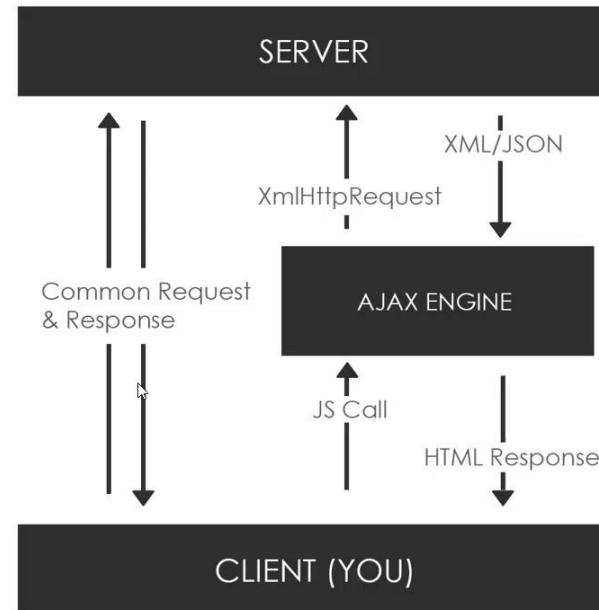 SERVER
XML/JSON
XmlHttpRequest
Common Request
& Response
AJAX ENGINE
JS Call
HTML Response
CLIENT (YOU)